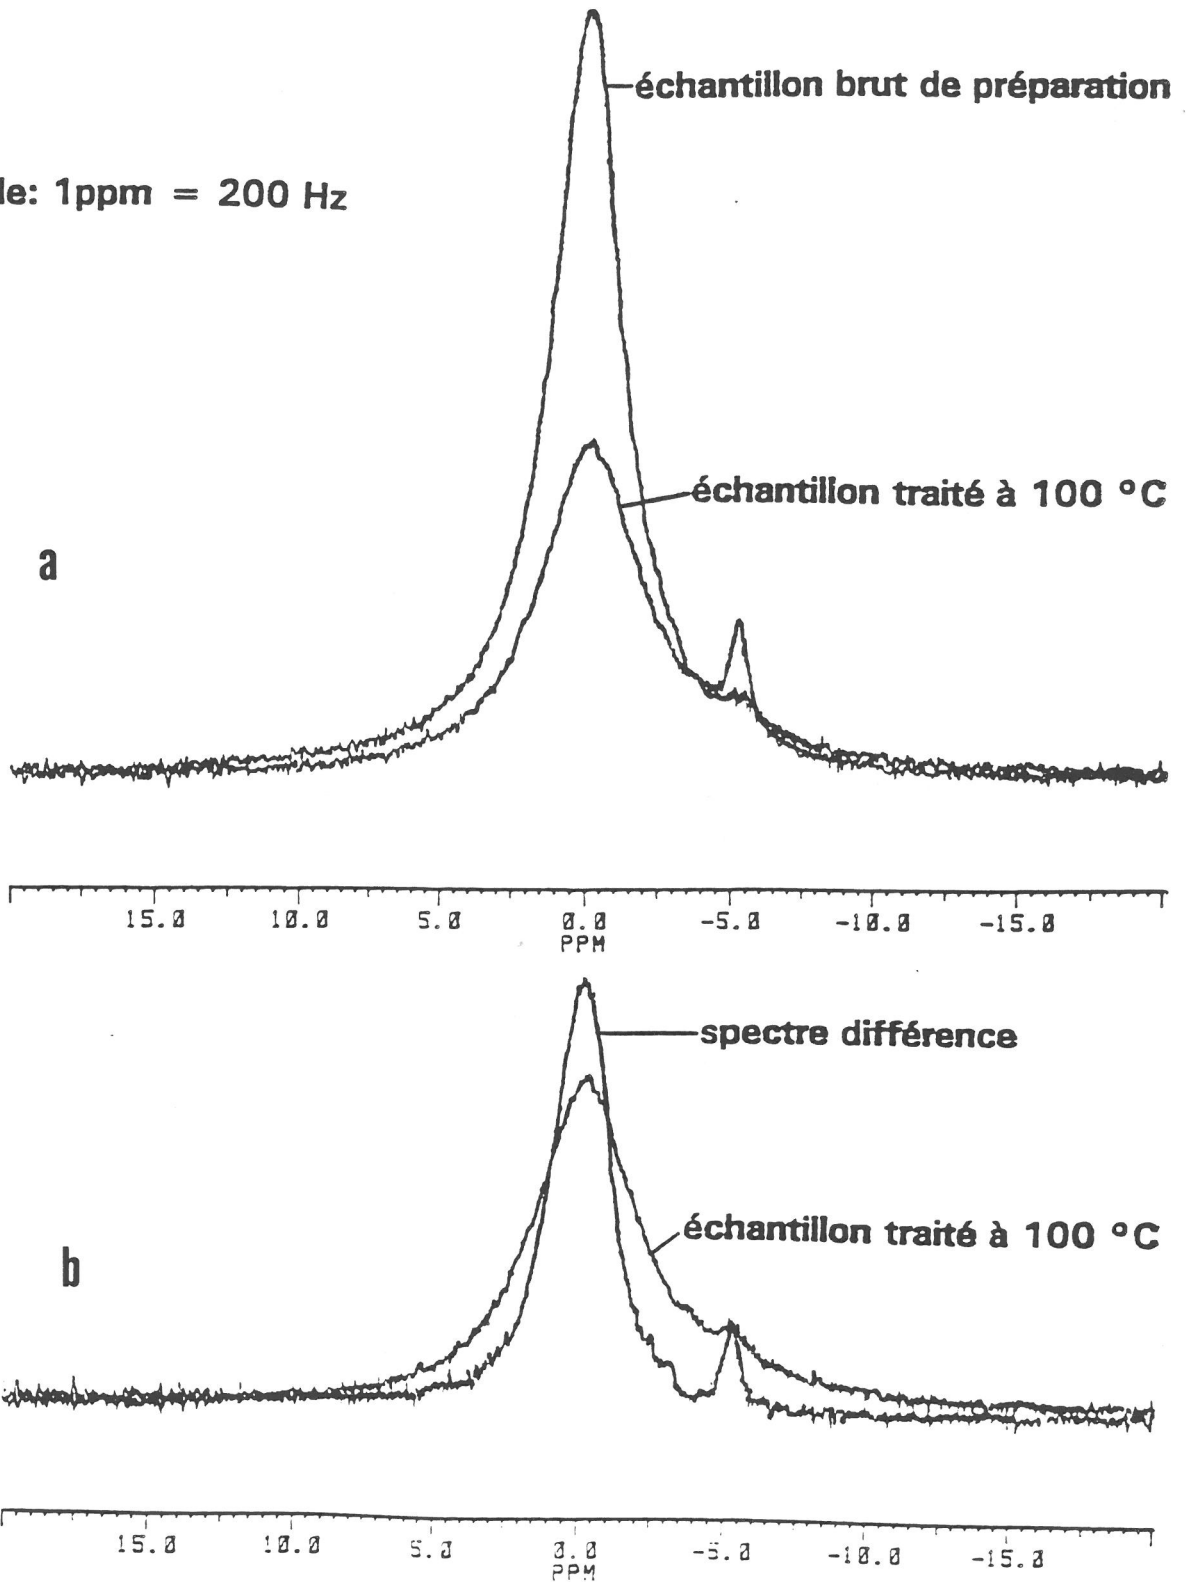 échantillon brut de préparation
le: 1ppm = 200 Hz
échantillon traité à 100 °C
a
15.0 10.0 5.0 0.0 -5.0 -10.0 -15.0
PPM
spectre différence
échantillon traité à 100 °C
b
15.0 10.0 5.0 0.0 -5.0 -10.0 -15.0
PPM